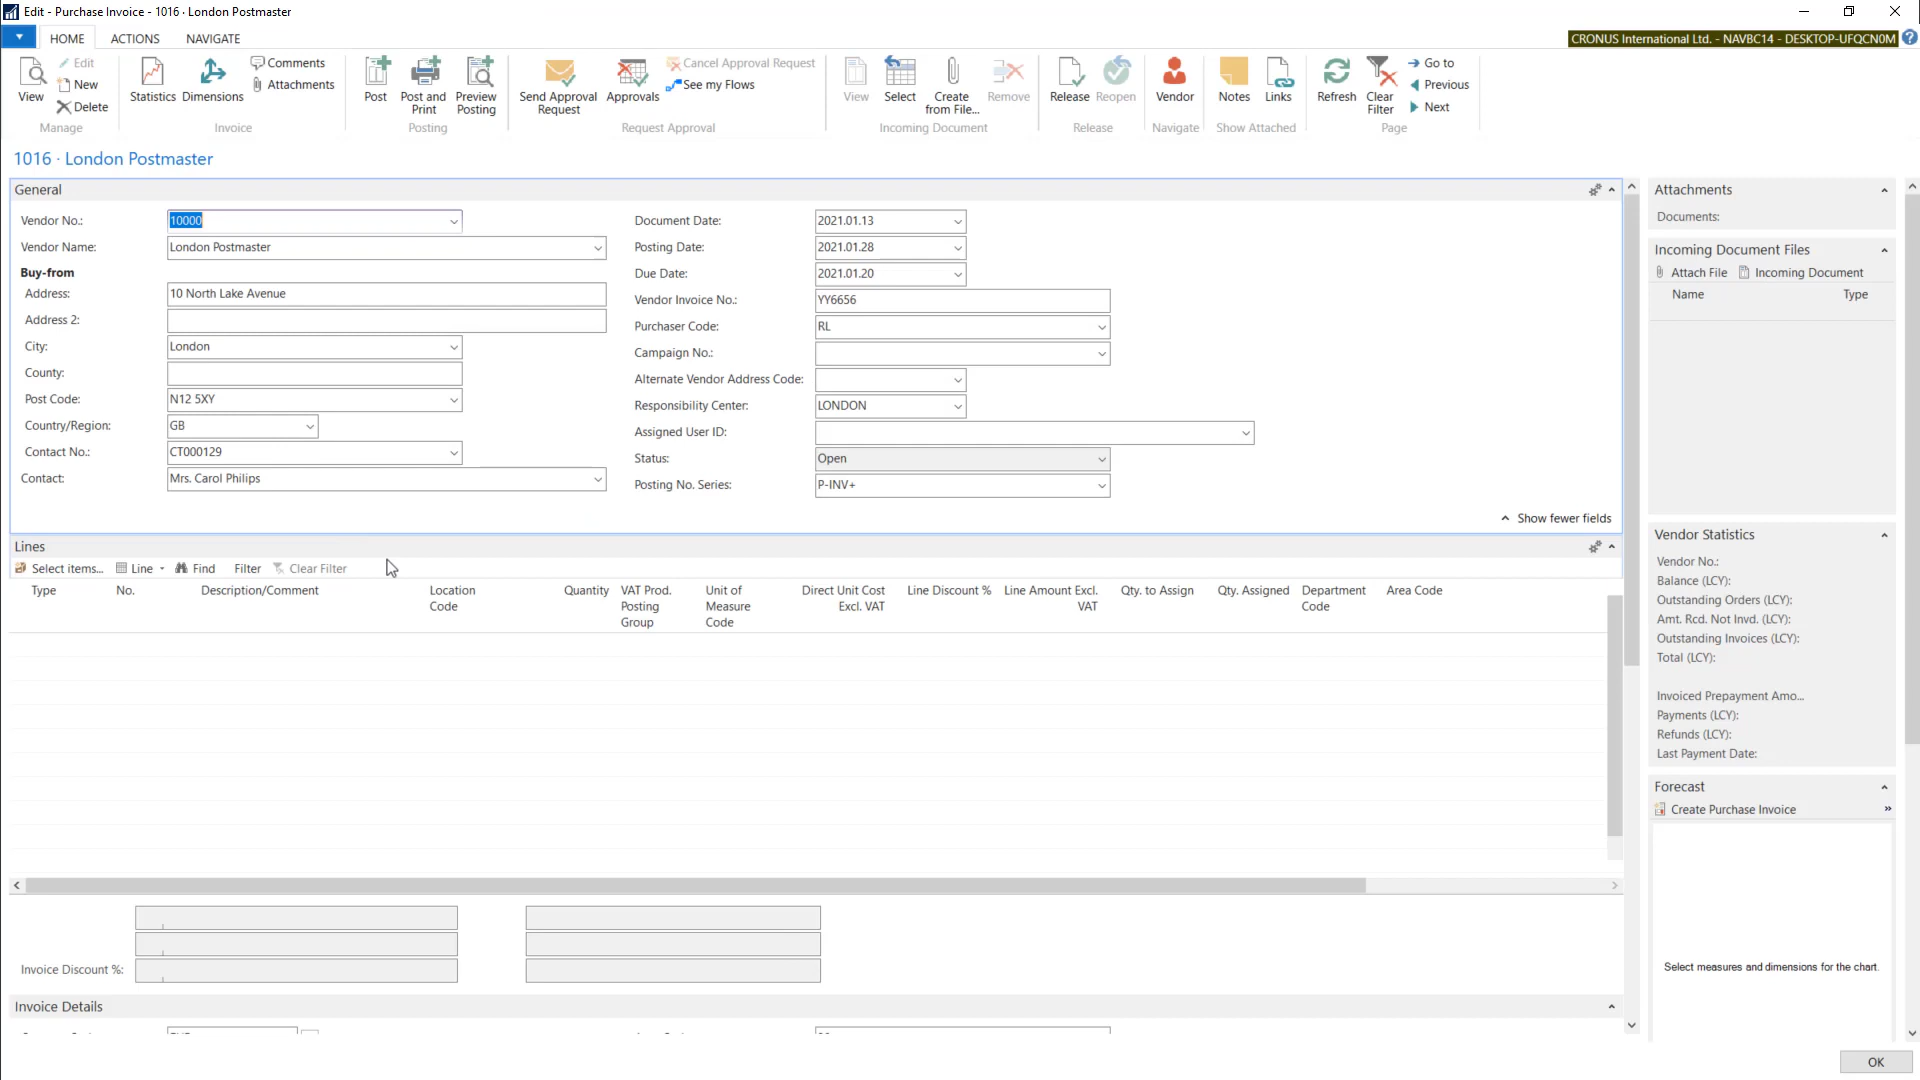 Edit - Purchase Invoice - 1016 · London Postmaster
HOME ACTIONS NAVIGATE
CRONUS International Ltd. - NAVBC14 - DESKTOP-UFQCN0M
View
Edit
New
Delete
Manage
Statistics
Dimensions
Comments
Attachments
Invoice
Post
Post and Print
Preview Posting
Posting
Send Approval Request
Approvals
Cancel Approval Request
See my Flows
Request Approval
View
Select
Create from File...
Remove
Incoming Document
Release
Reopen
Release
Vendor
Navigate
Notes
Links
Show Attached
Refresh
Clear Filter
Go to
Previous
Next
Page
1016 · London Postmaster
General
Vendor No.: 10000
Vendor Name: London Postmaster
Buy-from
Address: 10 North Lake Avenue
Address 2:
City: London
County:
Post Code: N12 5XY
Country/Region: GB
Contact No.: CT000129
Contact: Mrs. Carol Philips
Document Date: 2021.01.13
Posting Date: 2021.01.28
Due Date: 2021.01.20
Vendor Invoice No.: YY6656
Purchaser Code: RL
Campaign No.:
Alternate Vendor Address Code:
Responsibility Center: LONDON
Assigned User ID:
Status: Open
Posting No. Series: P-INV+
Show fewer fields
Lines
Select items... Line Find Filter Clear Filter
Type No. Description/Comment Location Code Quantity VAT Prod. Posting Group Unit of Measure Code Direct Unit Cost Excl. VAT Line Discount % Line Amount Excl. VAT Qty. to Assign Qty. Assigned Department Code Area Code
Invoice Discount %:
Invoice Details
Attachments
Documents:
Incoming Document Files
Attach File Incoming Document
Name Type
Vendor Statistics
Vendor No.:
Balance (LCY):
Outstanding Orders (LCY):
Amt. Rcd. Not Invd. (LCY):
Outstanding Invoices (LCY):
Total (LCY):
Invoiced Prepayment Amo...
Payments (LCY):
Refunds (LCY):
Last Payment Date:
Forecast
Create Purchase Invoice »
Select measures and dimensions for the chart.
OK